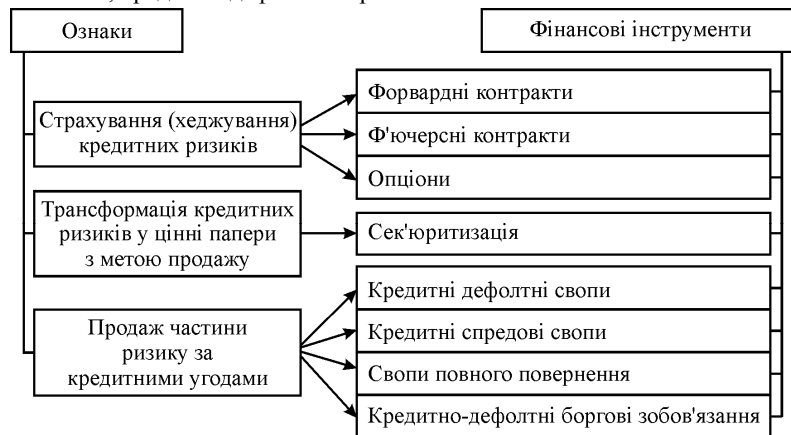 Ознаки
Фінансові інструменти
Страхування (хеджування)
кредитних ризиків
Форвардні контракти
Ф'ючерсні контракти
Опціони
Трансформація кредитних
ризиків у цінні папери
з метою продажу
Сек'юритизація
Продаж частини
ризику за
кредитними угодами
Кредитні дефолтні свопи
Кредитні спредові свопи
Свопи повного повернення
Кредитно-дефолтні боргові зобов'язання